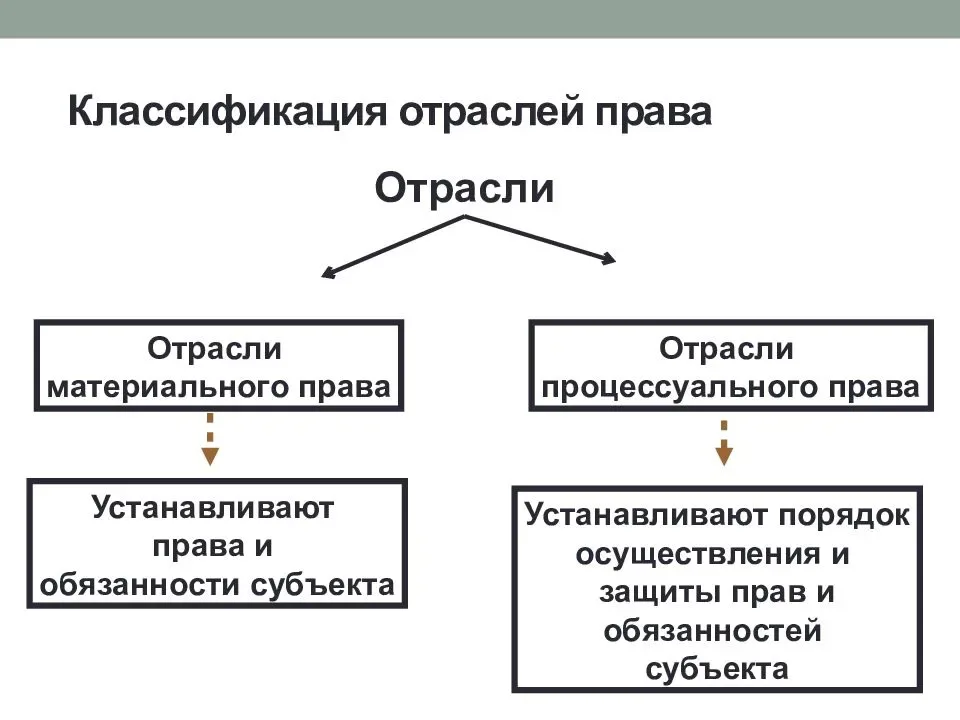 Классификация отраслей права
Отрасли
Отрасли
материального права
Отрасли
процессуального права
Устанавливают
права и
обязанности субъекта
Устанавливают порядок
осуществления и
защиты прав и
обязанностей
субъекта